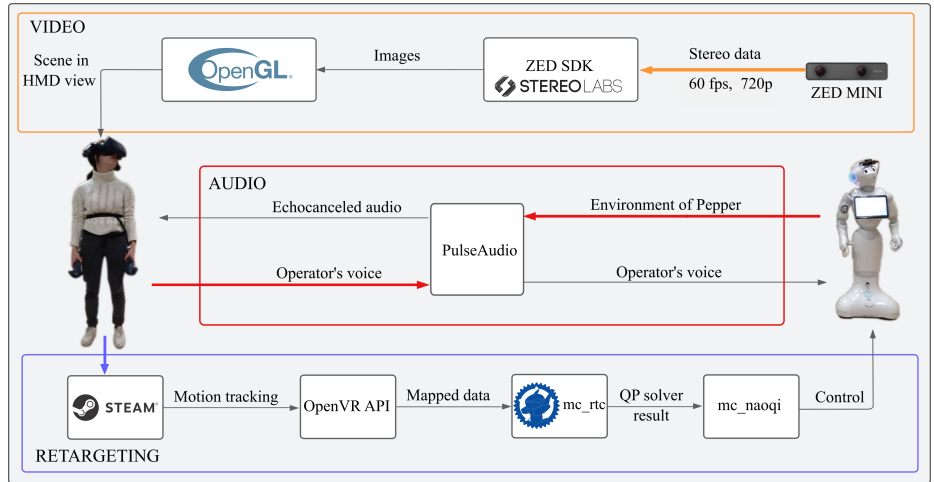 VIDEO
Scene in
HMD view
OpenGL®
Images
ZED SDK
STEREOLABS
Stereo data
60 fps, 720p
ZED MINI
AUDIO
Echocanceled audio
Environment of Pepper
PulseAudio
Operator's voice
Operator's voice
STEAM®
Motion tracking
OpenVR API
Mapped data
mc_rtc
QP solver
result
mc_naoqi
Control
RETARGETING